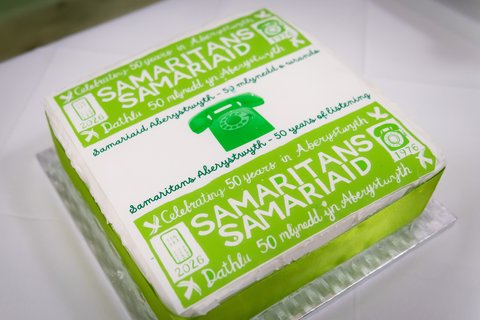 Celebrating 50 years in Aberystwyth
SAMARITANS
SAMARIAID
Dathlu 50 mlynedd yn Aberystwyth
2026
1976
Samariaid Aberystwyth - 50 mlynedd o wrando
Samaritans Aberystwyth - 50 years of listening
Celebrating 50 years in Aberystwyth
SAMARITANS
SAMARIAID
Dathlu 50 mlynedd yn Aberystwyth
2026
1976